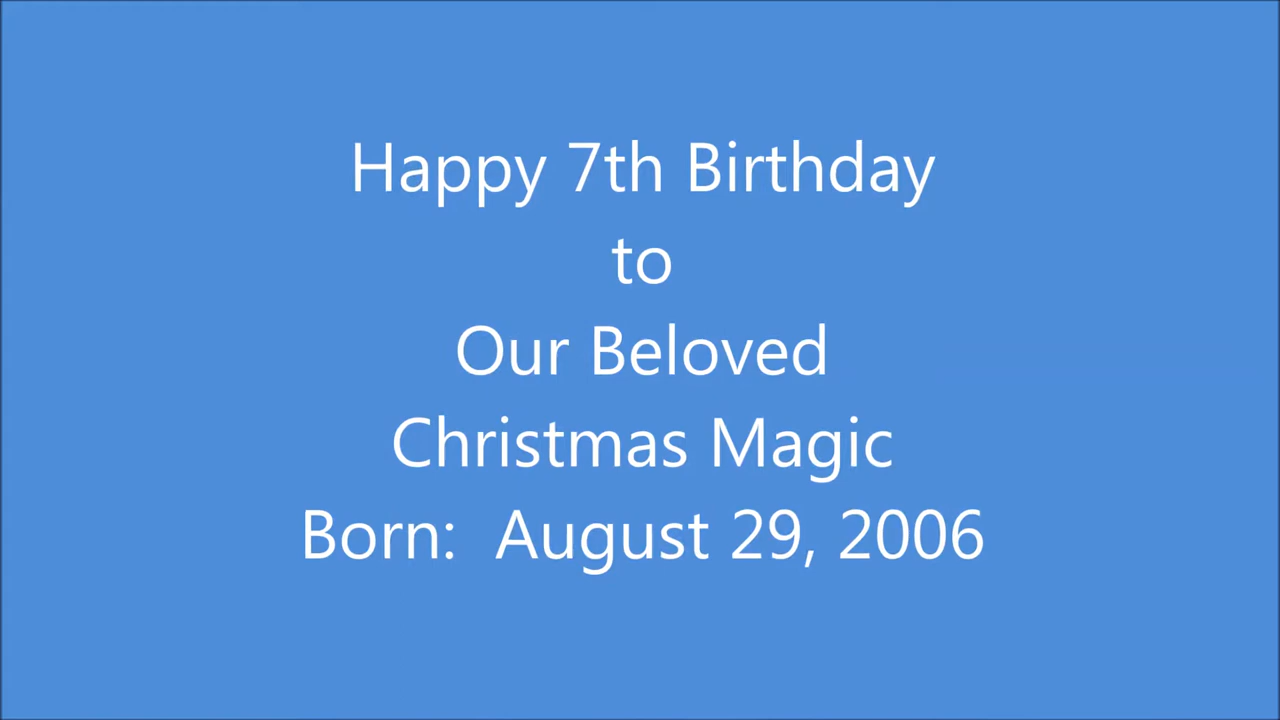 Happy 7th Birthday
to
Our Beloved
Christmas Magic
Born:  August 29, 2006